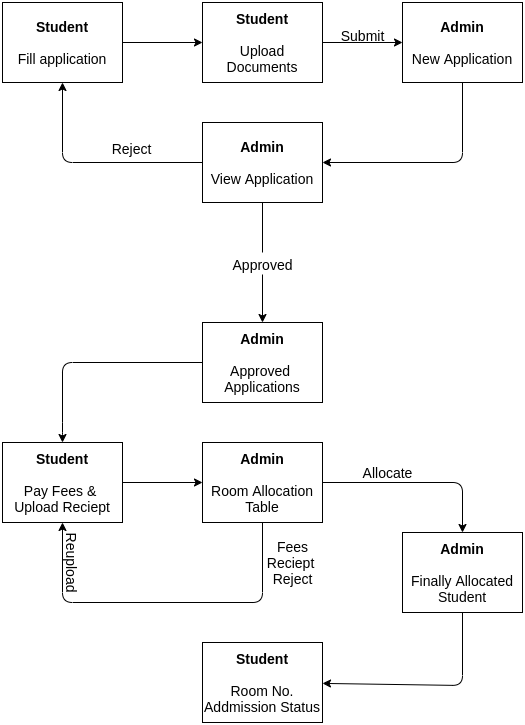 Student
Fill application
Student
Upload
Documents
Submit
Admin
New Application
Reject
Admin
View Application
Approved
Admin
Approved
Applications
Student
Pay Fees &
Upload Reciept
Admin
Room Allocation
Table
Allocate
Reupload
Fees
Reciept
Reject
Admin
Finally Allocated
Student
Student
Room No.
Addmission Status